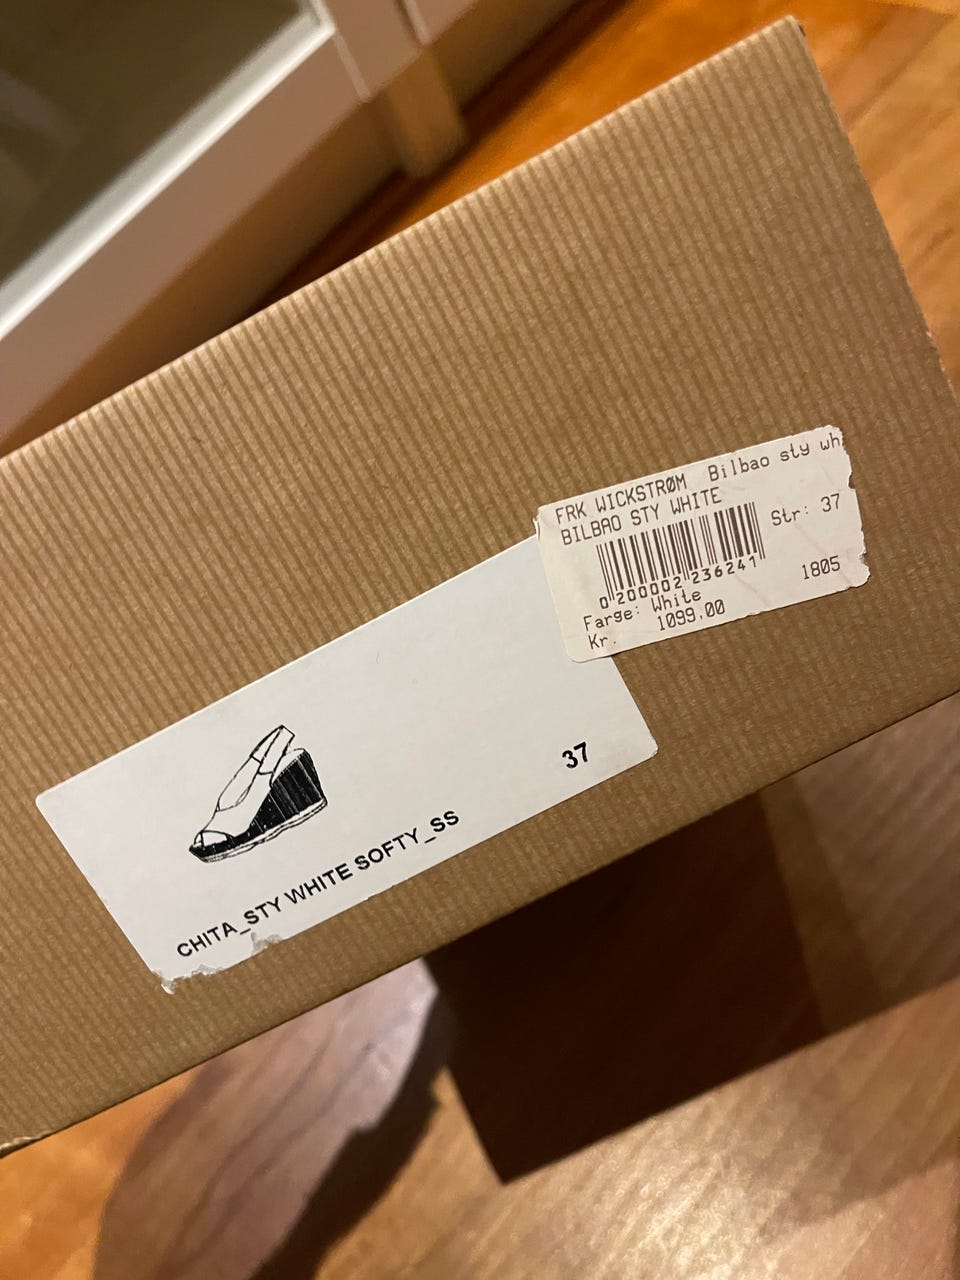 FRK WICKSTRØM Bilbao sty wh
BILBAO STY WHITE
Str: 37
0 200002 236241
Farge: White
1805
Kr. 1099,00
37
CHITA_STY WHITE SOFTY_SS